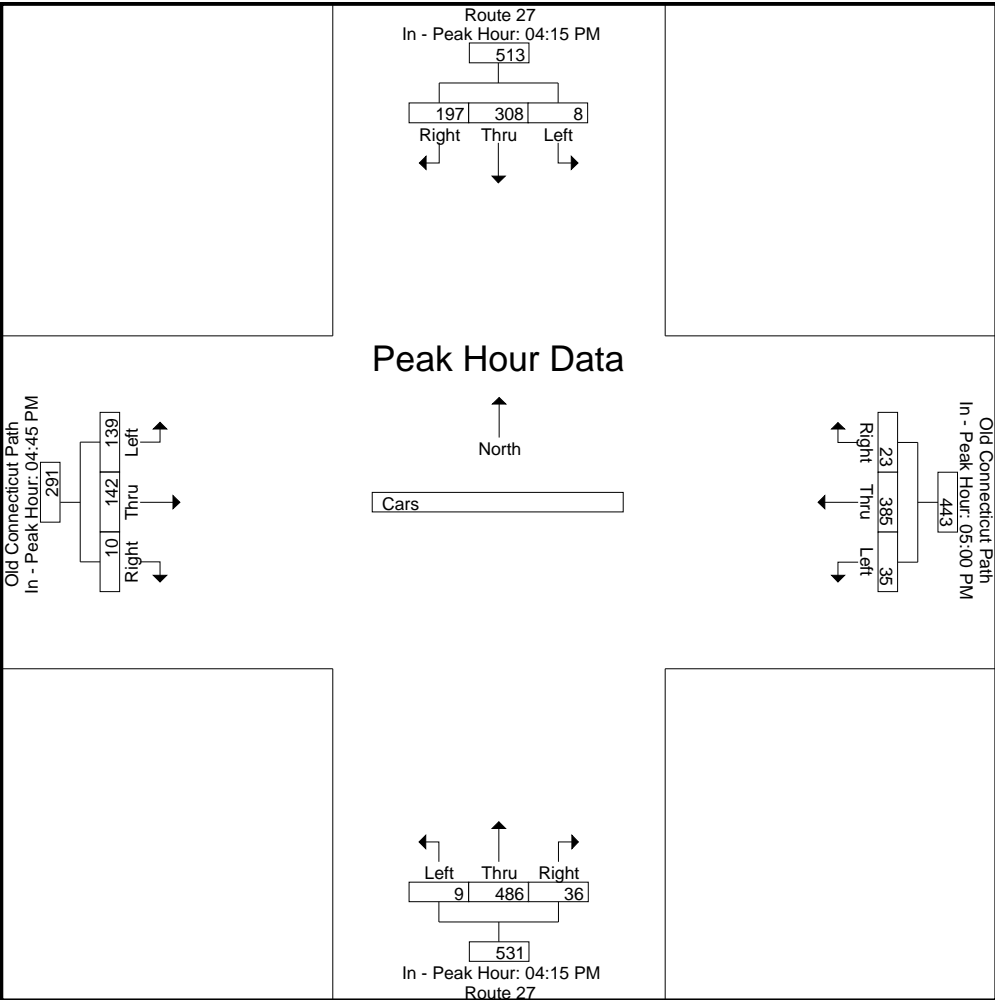 Route 27
In - Peak Hour: 04:15 PM
513
197 308 8
Right Thru Left
Peak Hour Data
North
Cars
Old Connecticut Path
In - Peak Hour: 04:45 PM
291
139 142 10
Left Thru Right
Old Connecticut Path
In - Peak Hour: 05:00 PM
443
23 385 35
Right Thru Left
Left Thru Right
9 486 36
531
In - Peak Hour: 04:15 PM
Route 27